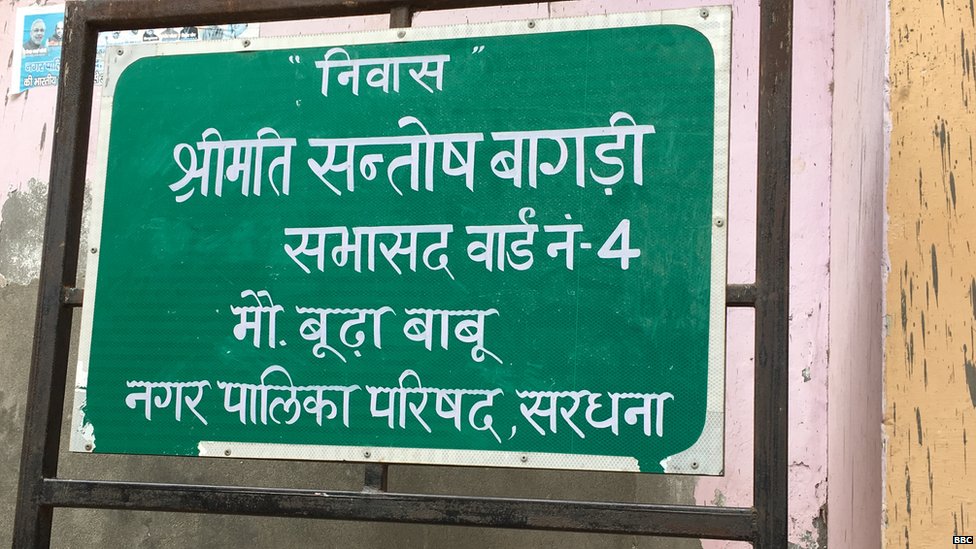 " निवास "
श्रीमति सन्तोष बागड़ी
सभासद वार्ड नं-4
मौ. बूढ़ा बाबू
नगर पालिका परिषद, सरधना
BBC